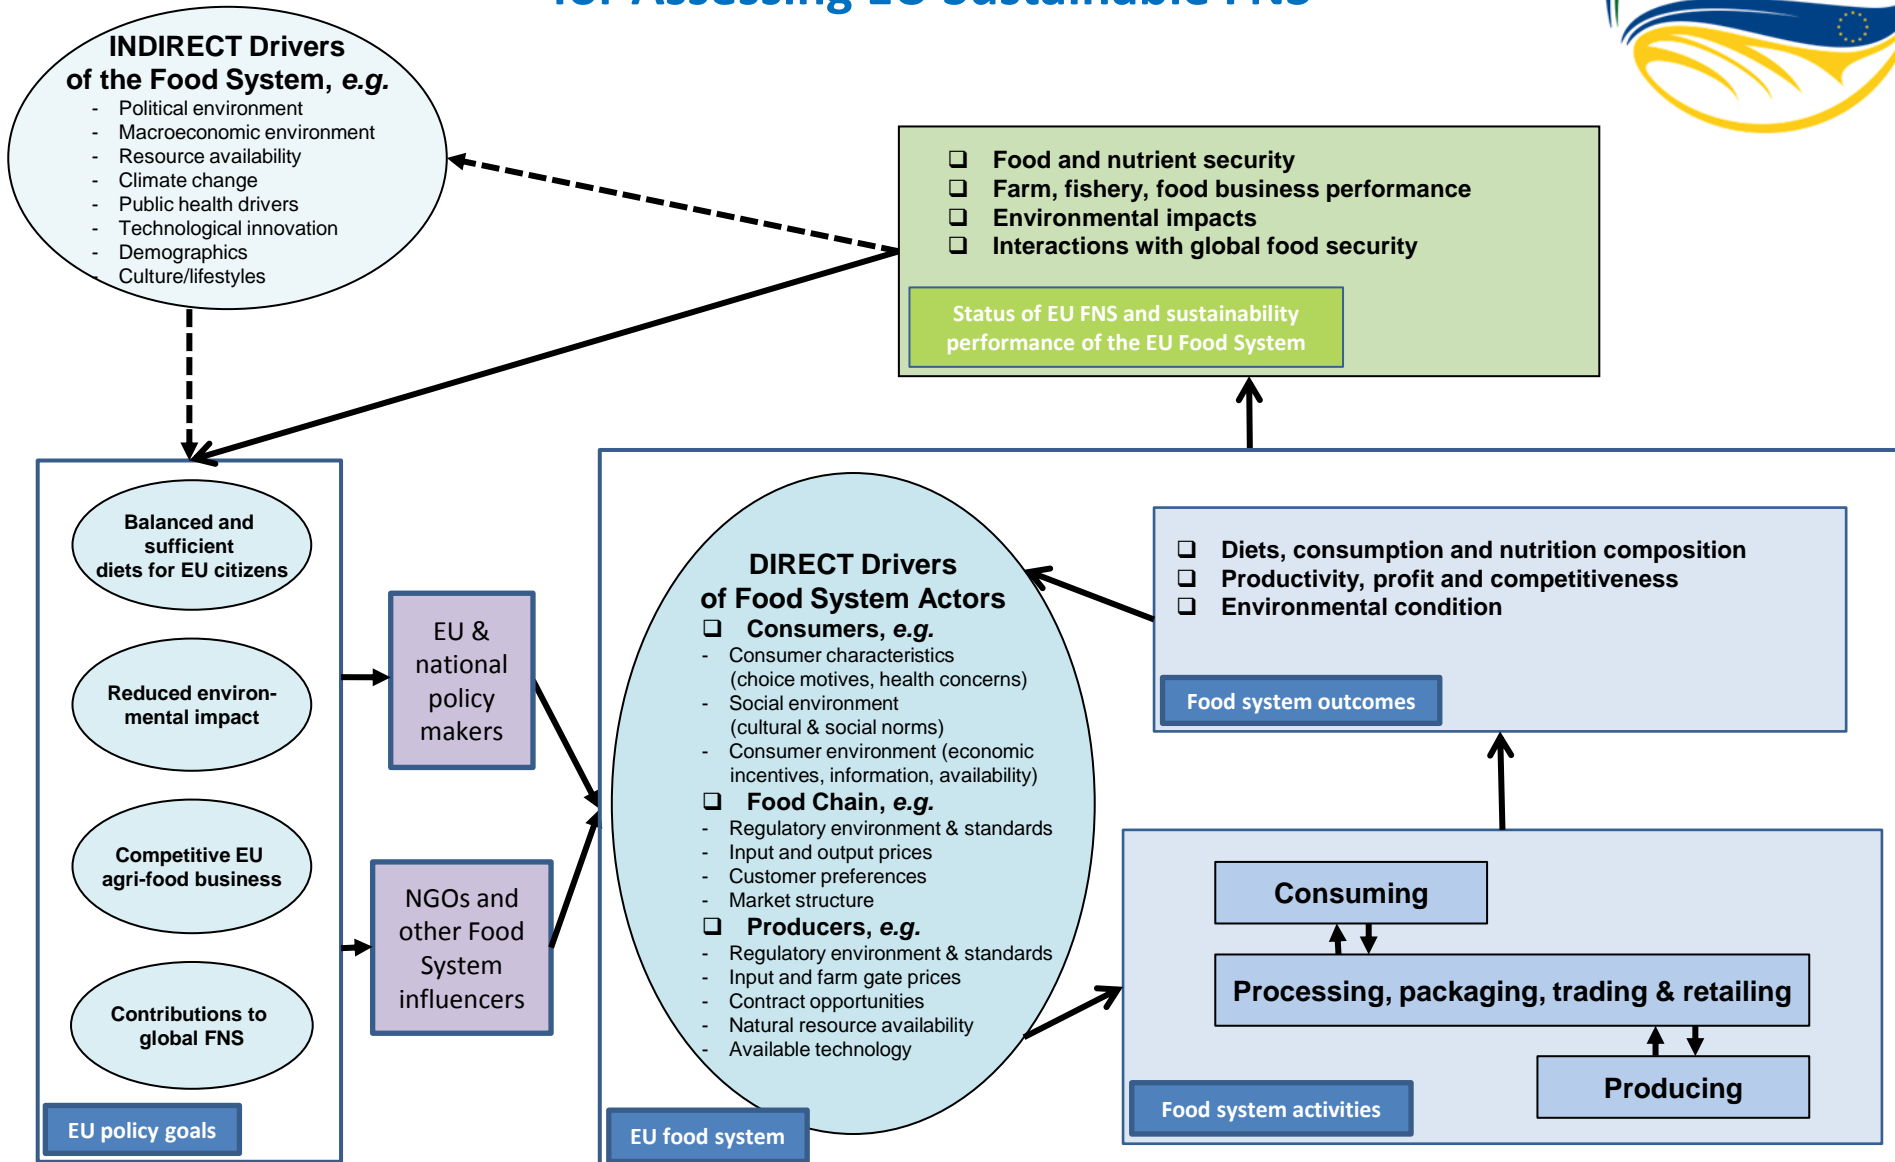 for Assessing EU Sustainable FNS
INDIRECT Drivers
of the Food System, e.g.
- Political environment
- Macroeconomic environment
- Resource availability
- Climate change
- Public health drivers
- Technological innovation
- Demographics
- Culture/lifestyles
❑ Food and nutrient security
❑ Farm, fishery, food business performance
❑ Environmental impacts
❑ Interactions with global food security
Status of EU FNS and sustainability
performance of the EU Food System
Balanced and
sufficient
diets for EU citizens
Reduced environ-
mental impact
Competitive EU
agri-food business
Contributions to
global FNS
EU policy goals
EU &
national
policy
makers
NGOs and
other Food
System
influencers
DIRECT Drivers
of Food System Actors
❑ Consumers, e.g.
- Consumer characteristics
(choice motives, health concerns)
- Social environment
(cultural & social norms)
- Consumer environment (economic
incentives, information, availability)
❑ Food Chain, e.g.
- Regulatory environment & standards
- Input and output prices
- Customer preferences
- Market structure
❑ Producers, e.g.
- Regulatory environment & standards
- Input and farm gate prices
- Contract opportunities
- Natural resource availability
- Available technology
EU food system
❑ Diets, consumption and nutrition composition
❑ Productivity, profit and competitiveness
❑ Environmental condition
Food system outcomes
Consuming
Processing, packaging, trading & retailing
Producing
Food system activities